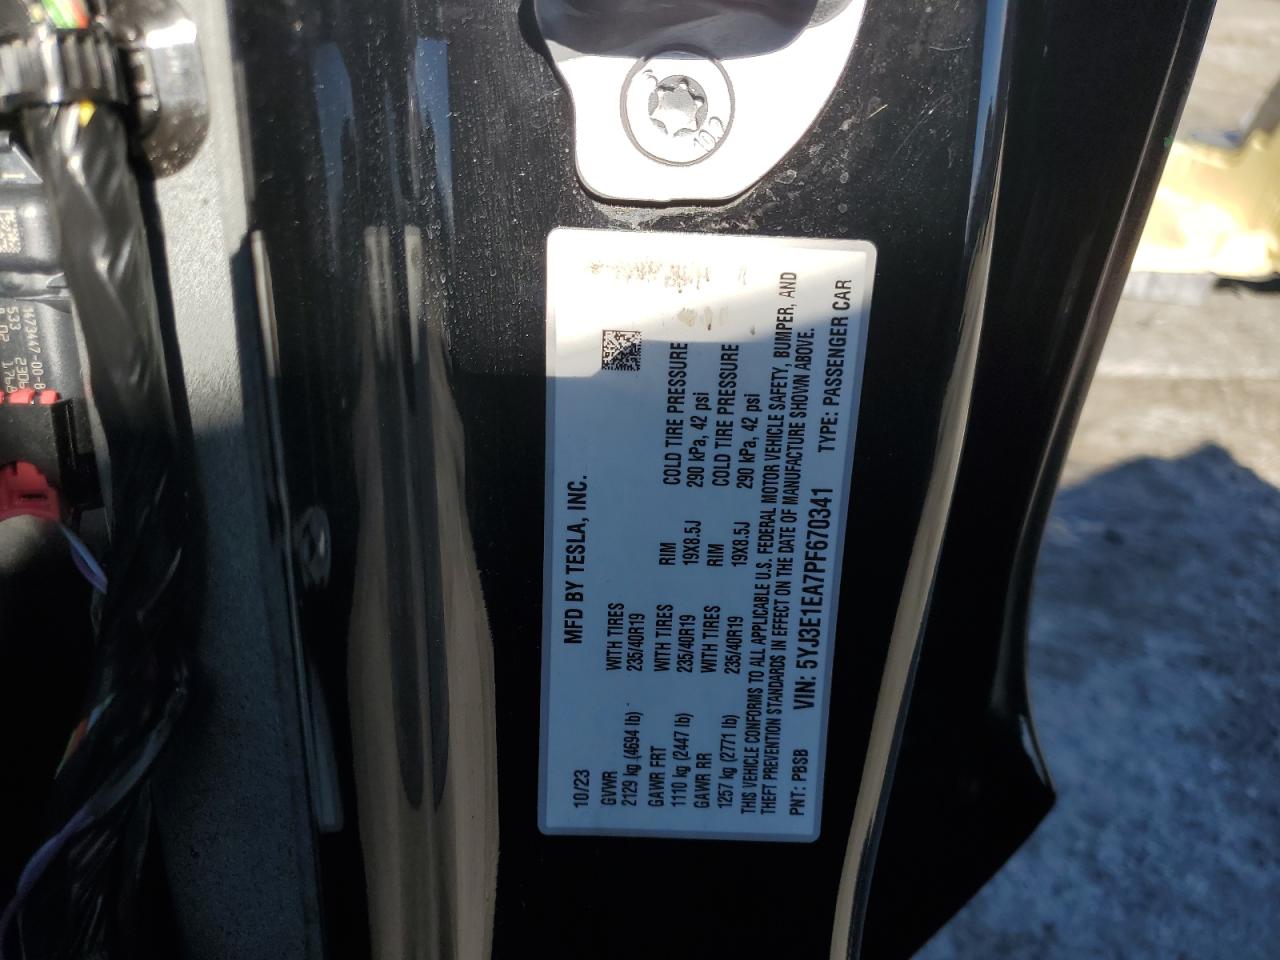 10/23 MFD BY TESLA, INC.
GVWR WITH TIRES RIM COLD TIRE PRESSURE
2129 kg (4694 lb) 235/40R19 19X8.5J 290 kPa, 42 psi
GAWR FRT WITH TIRES RIM COLD TIRE PRESSURE
1110 kg (2447 lb) 235/40R19 19X8.5J 290 kPa, 42 psi
GAWR RR WITH TIRES
1257 kg (2771 lb) 235/40R19
THIS VEHICLE CONFORMS TO ALL APPLICABLE U.S. FEDERAL MOTOR VEHICLE SAFETY, BUMPER, AND
THEFT PREVENTION STANDARDS IN EFFECT ON THE DATE OF MANUFACTURE SHOWN ABOVE.
PNT: PBSB VIN: 5YJ3E1EA7PF670341 TYPE: PASSENGER CAR
10.9